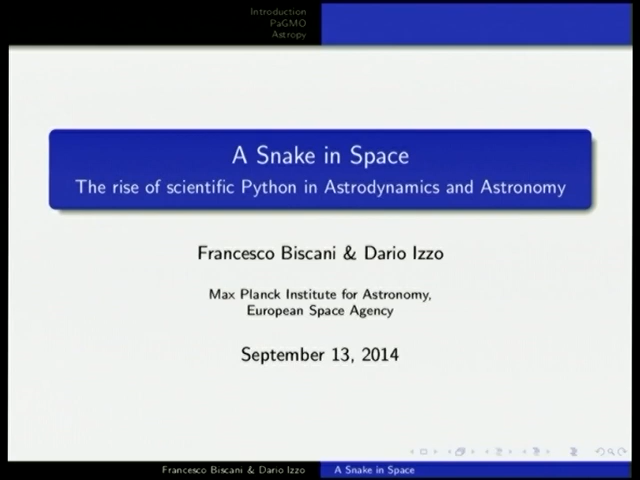 Introduction
PaGMO
Astropy
A Snake in Space
The rise of scientific Python in Astrodynamics and Astronomy
Francesco Biscani & Dario Izzo
Max Planck Institute for Astronomy,
European Space Agency
September 13, 2014
Francesco Biscani & Dario Izzo
A Snake in Space